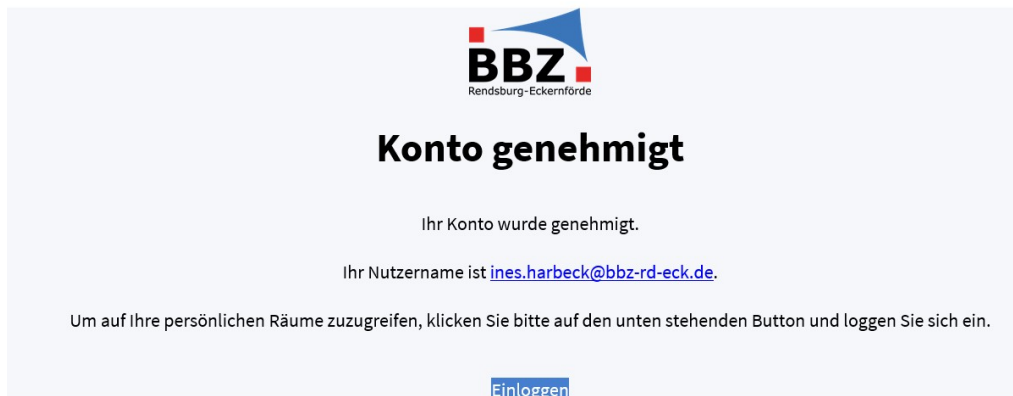 BBZ
Rendsburg-Eckernförde
Konto genehmigt
Ihr Konto wurde genehmigt.
Ihr Nutzername ist ines.harbeck@bbz-rd-eck.de.
Um auf Ihre persönlichen Räume zuzugreifen, klicken Sie bitte auf den unten stehenden Button und loggen Sie sich ein.
Einloggen